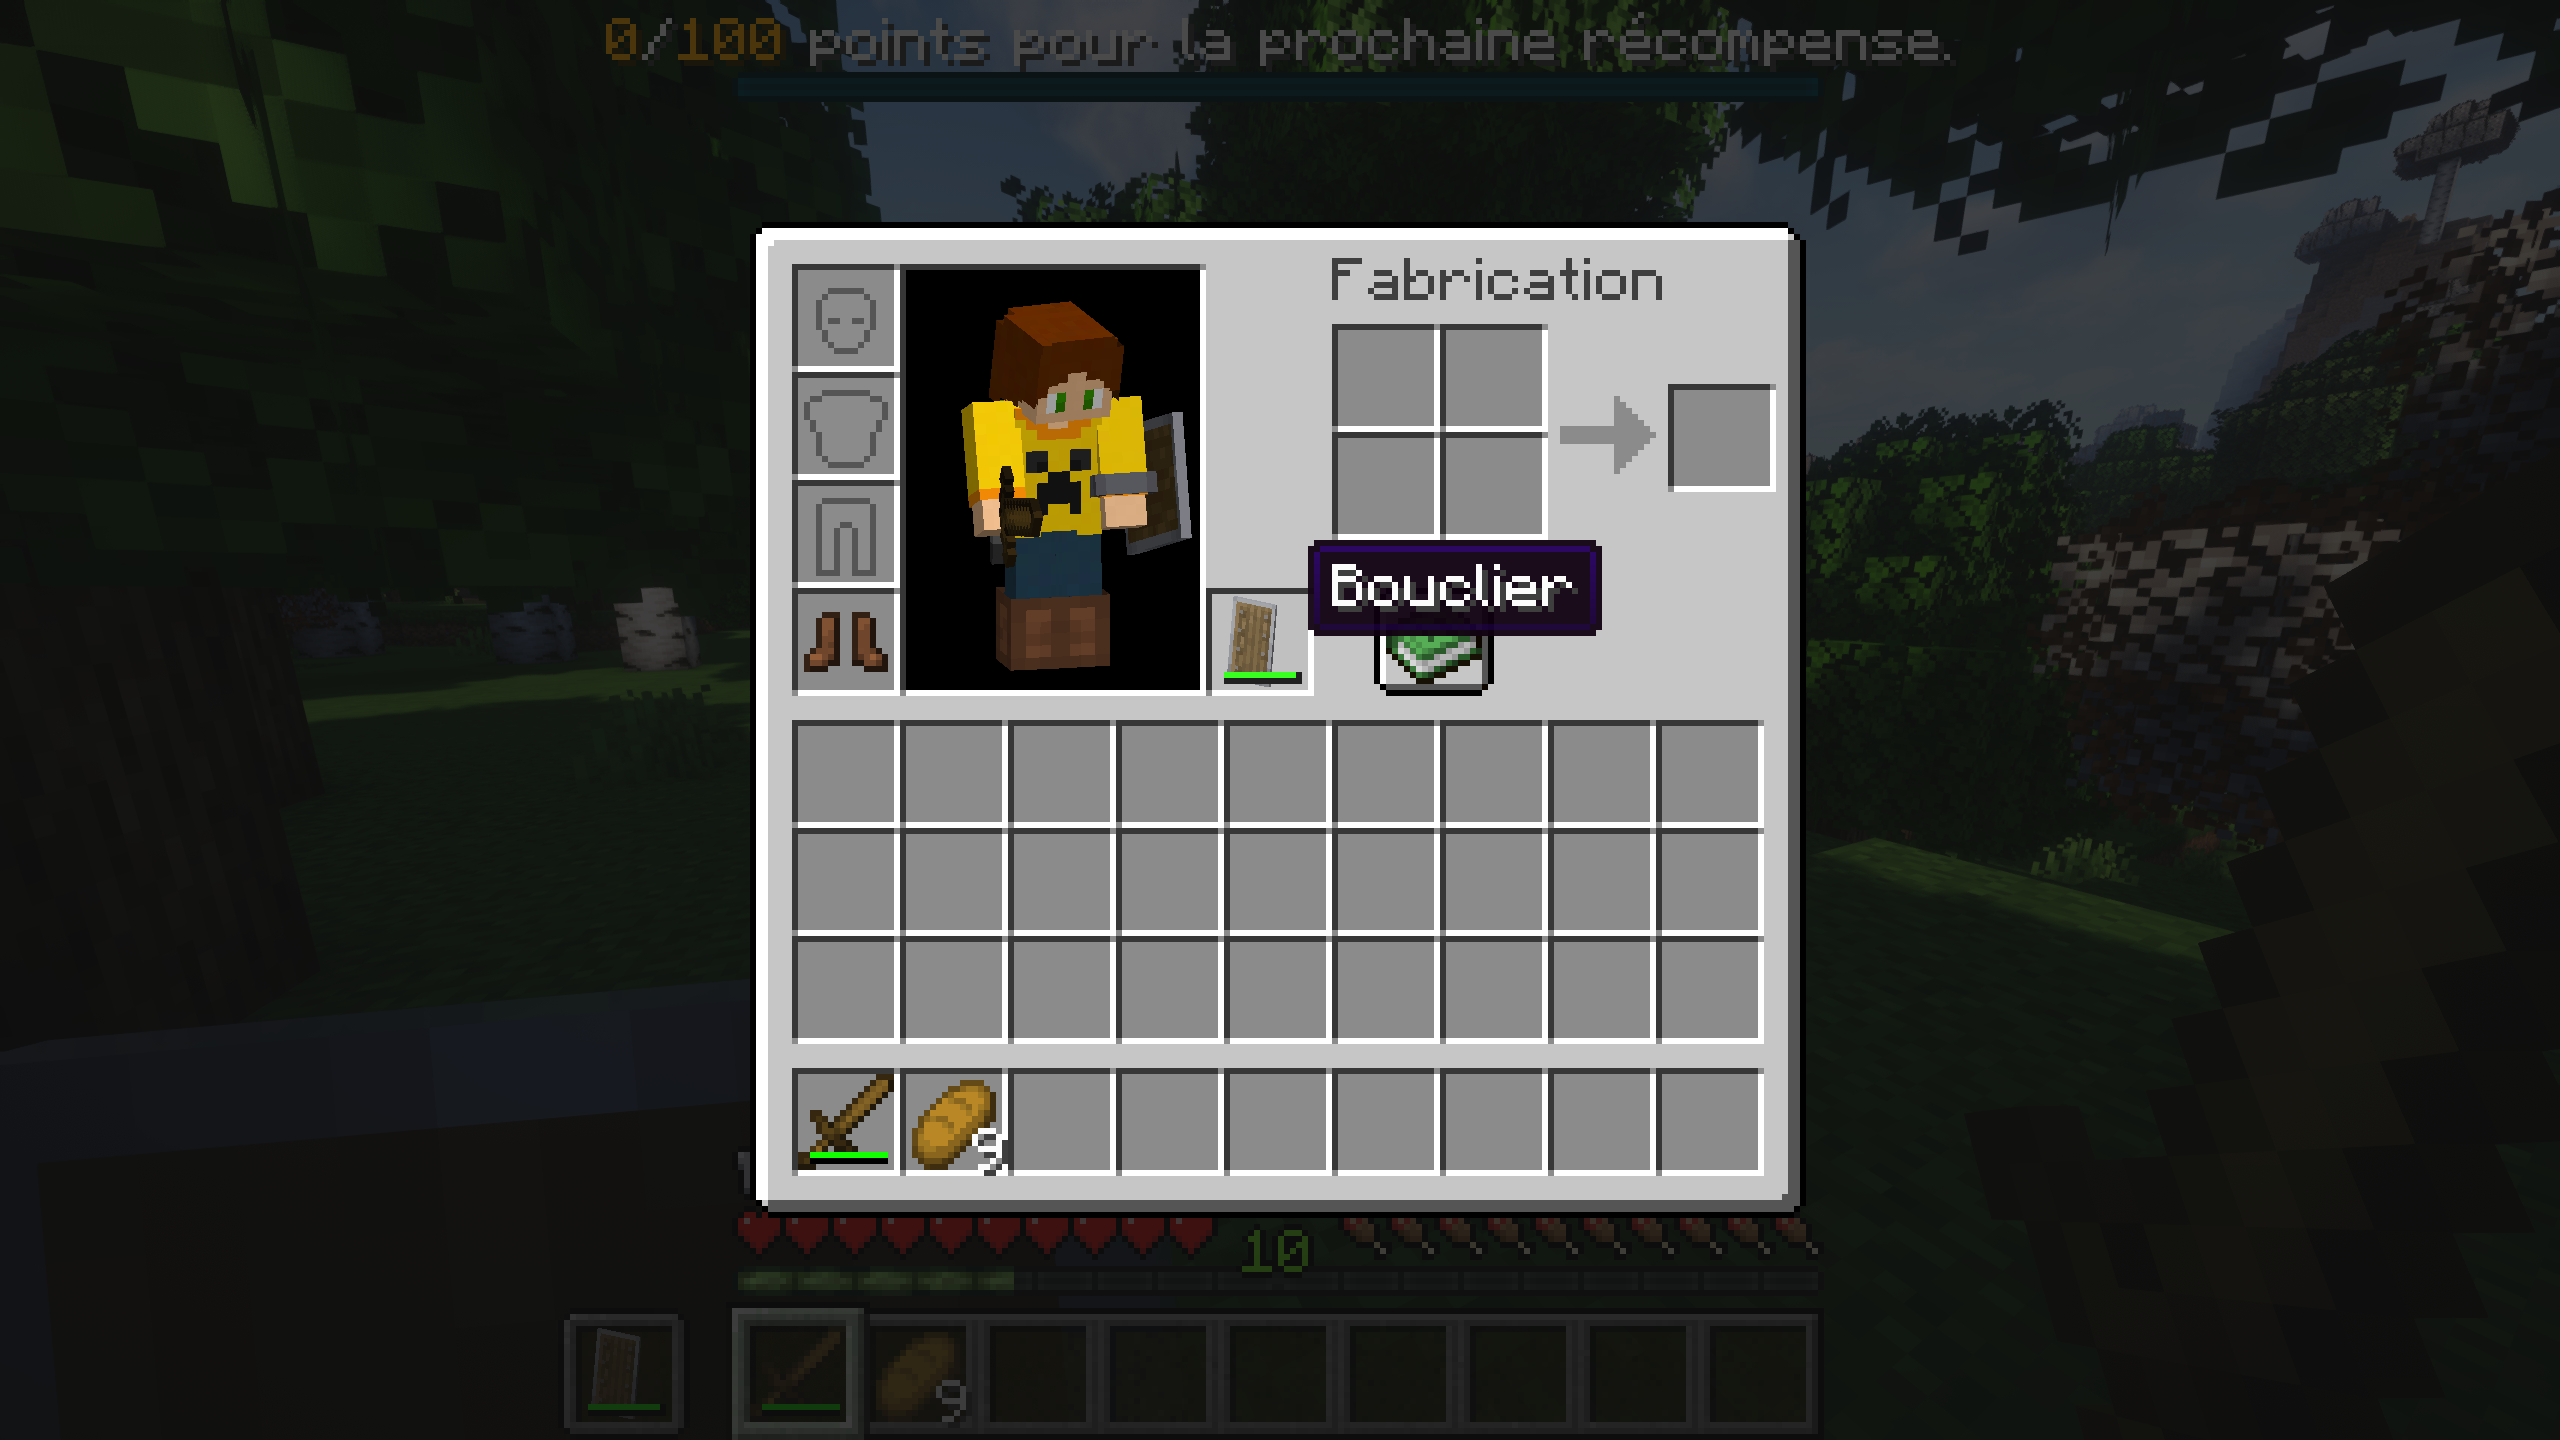 0/100 points pour la prochaine récompense.
Fabrication
Bouclier
9
10
9